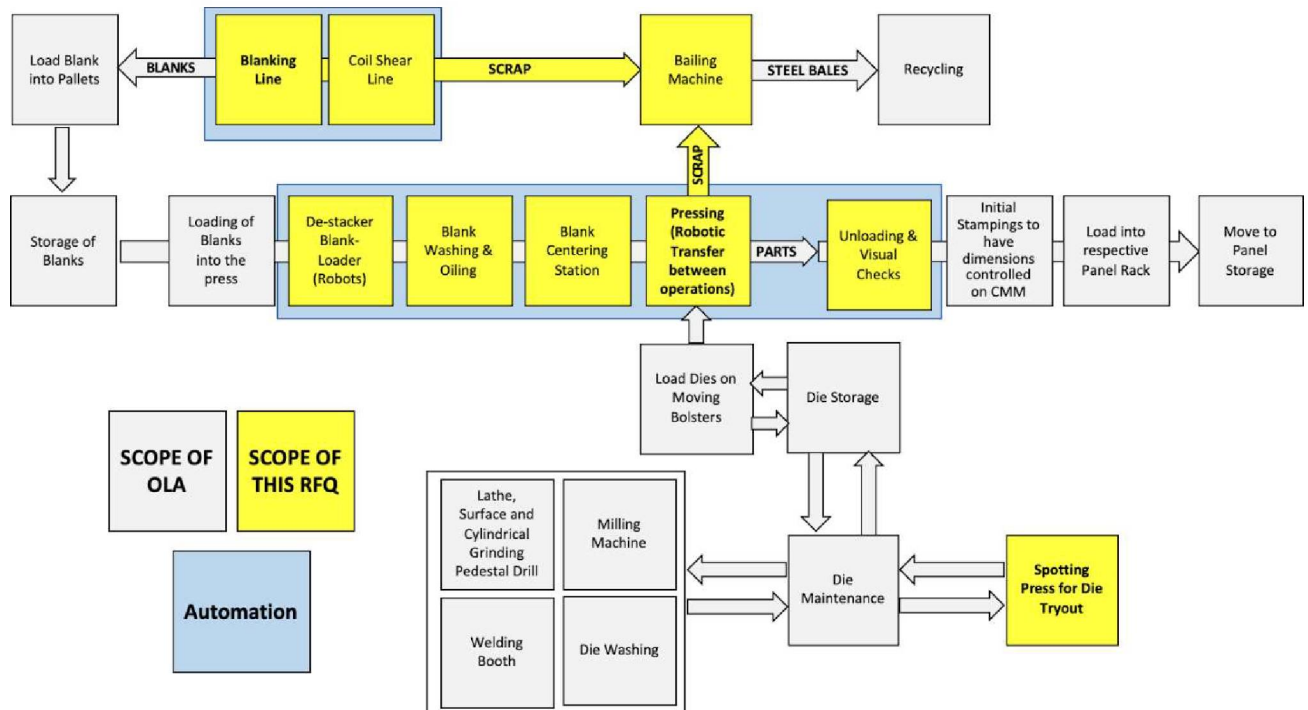 Load Blank
into Pallets
BLANKS
Blanking
Line
Coil Shear
Line
SCRAP
Bailing
Machine
STEEL BALES
Recycling
SCRAP
Storage of
Blanks
Loading of
Blanks
into the
press
De-stacker
Blank-
Loader
(Robots)
Blank
Washing &
Oiling
Blank
Centering
Station
Pressing
(Robotic
Transfer
between
operations)
PARTS
Unloading &
Visual
Checks
Initial
Stampings to
have
dimensions
controlled
on CMM
Load into
respective
Panel Rack
Move to
Panel
Storage
Load Dies on
Moving
Bolsters
Die Storage
SCOPE OF
OLA
SCOPE OF
THIS RFQ
Automation
Lathe,
Surface and
Cylindrical
Grinding
Pedestal Drill
Milling
Machine
Welding
Booth
Die Washing
Die
Maintenance
Spotting
Press for Die
Tryout